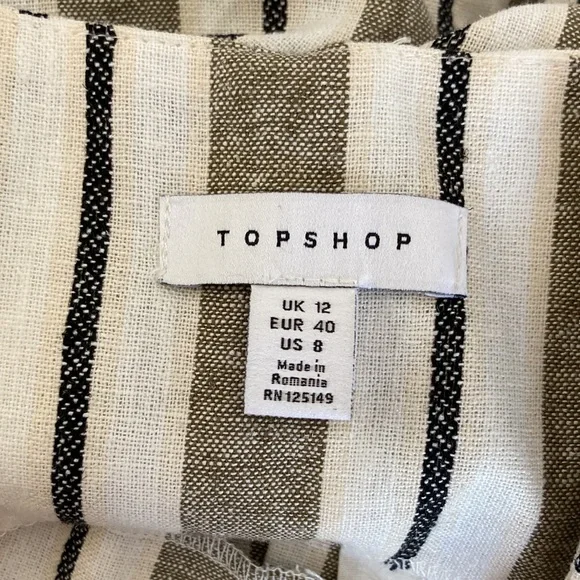 TOPSHOP
UK 12
EUR 40
US 8
Made in
Romania
RN 125149